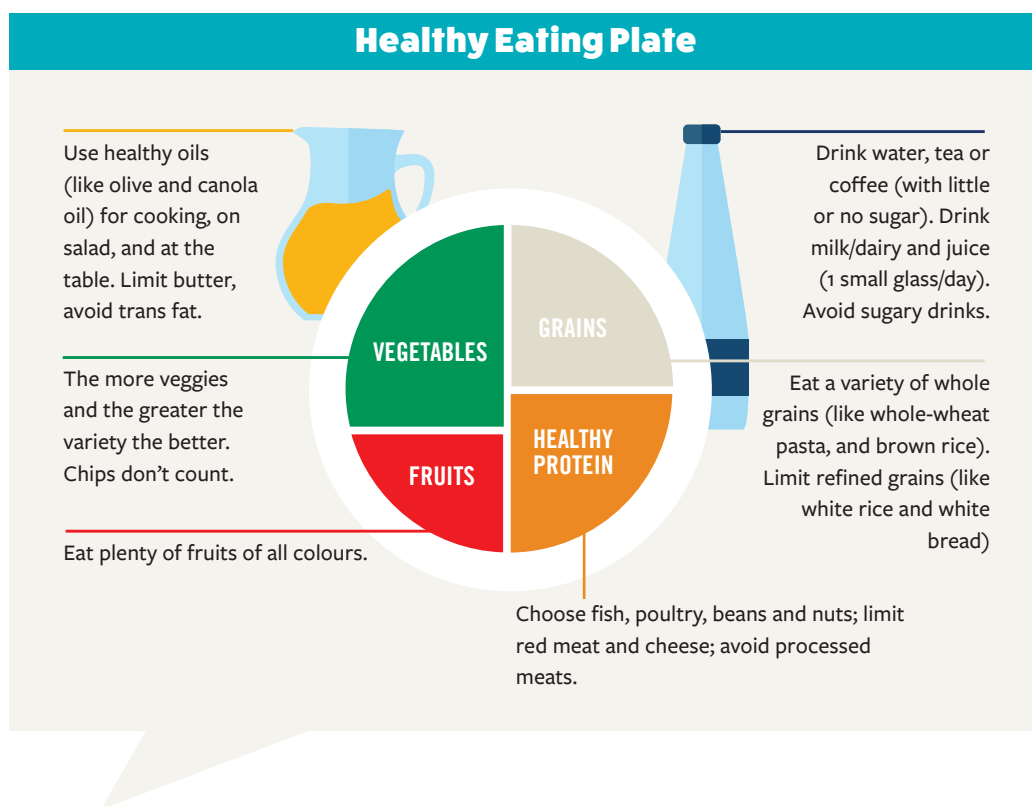 Healthy Eating Plate
Use healthy oils
(like olive and canola
oil) for cooking, on
salad, and at the
table. Limit butter,
avoid trans fat.
Drink water, tea or
coffee (with little
or no sugar). Drink
milk/dairy and juice
(1 small glass/day).
Avoid sugary drinks.
VEGETABLES
GRAINS
The more veggies
and the greater the
variety the better.
Chips don’t count.
Eat a variety of whole
grains (like whole-wheat
pasta, and brown rice).
Limit refined grains (like
white rice and white
bread)
FRUITS
HEALTHY
PROTEIN
Eat plenty of fruits of all colours.
Choose fish, poultry, beans and nuts; limit
red meat and cheese; avoid processed
meats.